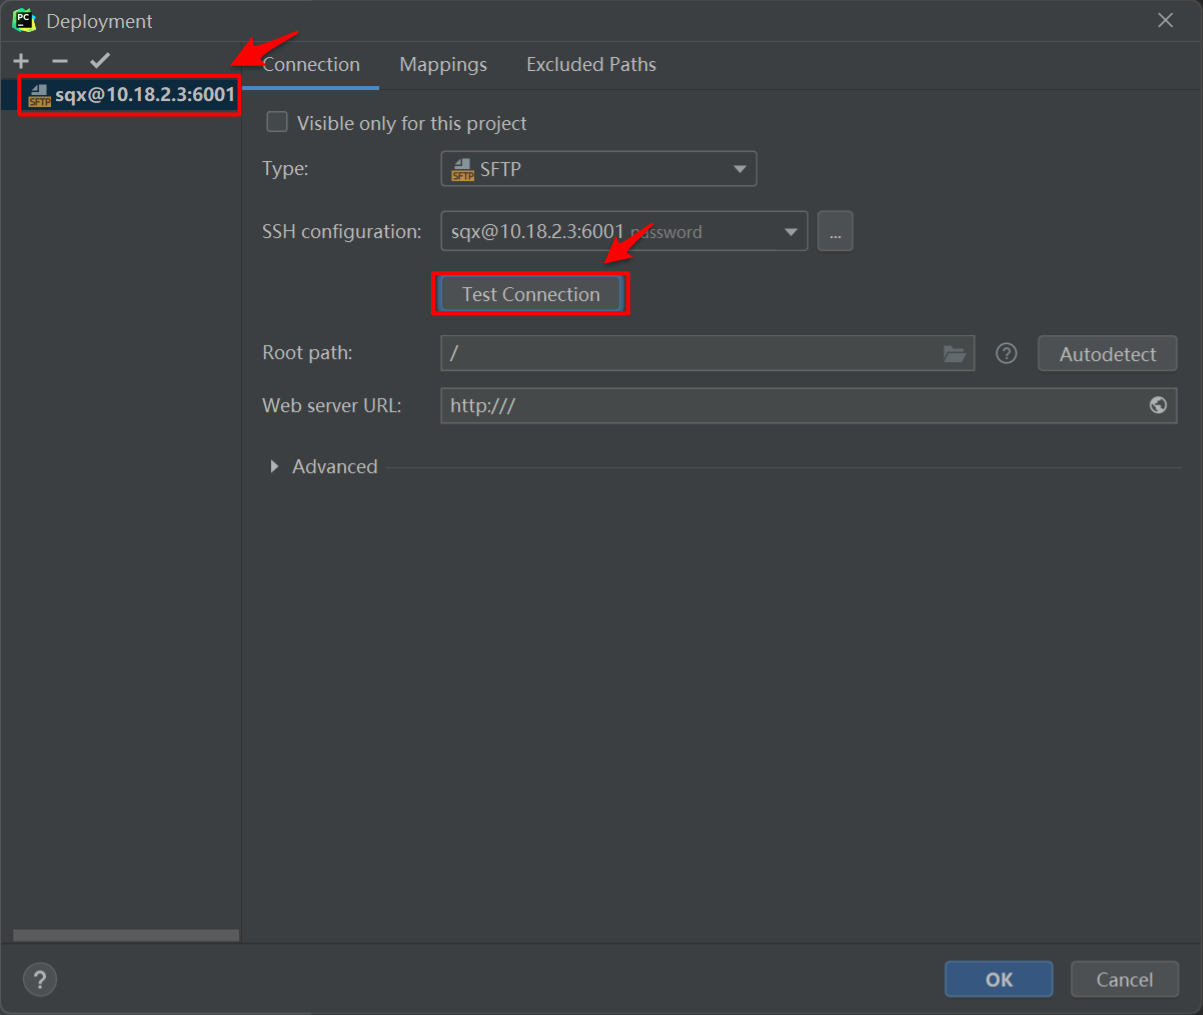 Deployment
Connection Mappings Excluded Paths
SFTP sqx@10.18.2.3:6001
Visible only for this project
Type: SFTP SFTP
SSH configuration: sqx@10.18.2.3:6001 password ...
Test Connection
Root path: / ? Autodetect
Web server URL: http:///
Advanced
? OK Cancel